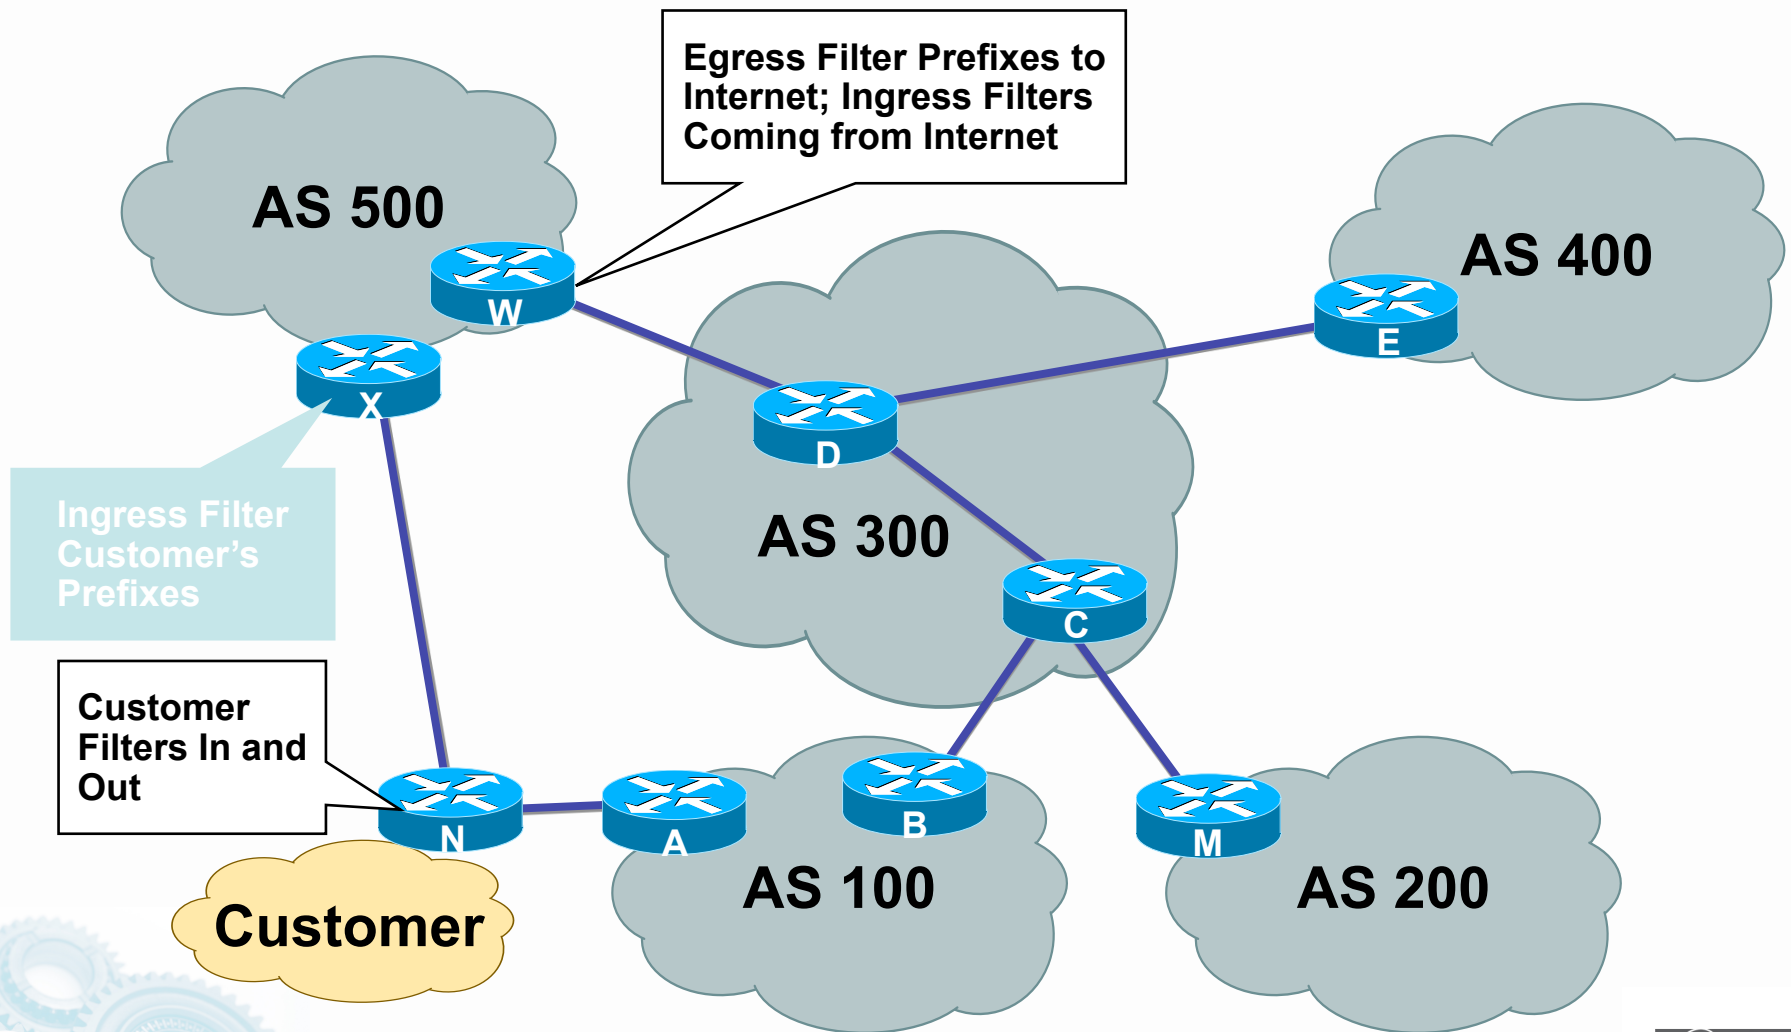 Egress Filter Prefixes to
Internet; Ingress Filters
Coming from Internet
AS 500
AS 400
W
E
X
D
Ingress Filter
Customer’s
Prefixes
AS 300
C
Customer
Filters In and
Out
N
A
B
M
Customer
AS 100
AS 200